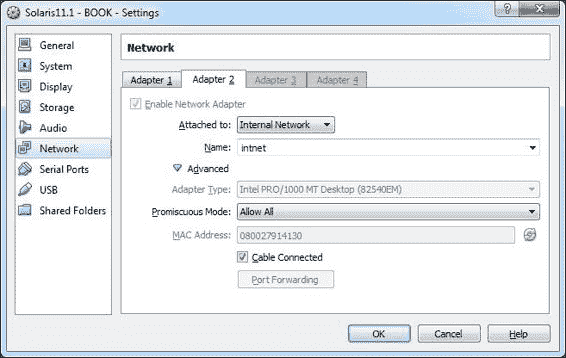 Solaris11.1 - BOOK - Settings
General
System
Display
Storage
Audio
Network
Serial Ports
USB
Shared Folders
Network
Adapter 1 Adapter 2 Adapter 3 Adapter 4
Enable Network Adapter
Attached to: Internal Network
Name: intnet
Advanced
Adapter Type: Intel PRO/1000 MT Desktop (82540EM)
Promiscuous Mode: Allow All
MAC Address: 080027914130
Cable Connected
Port Forwarding
OK Cancel Help